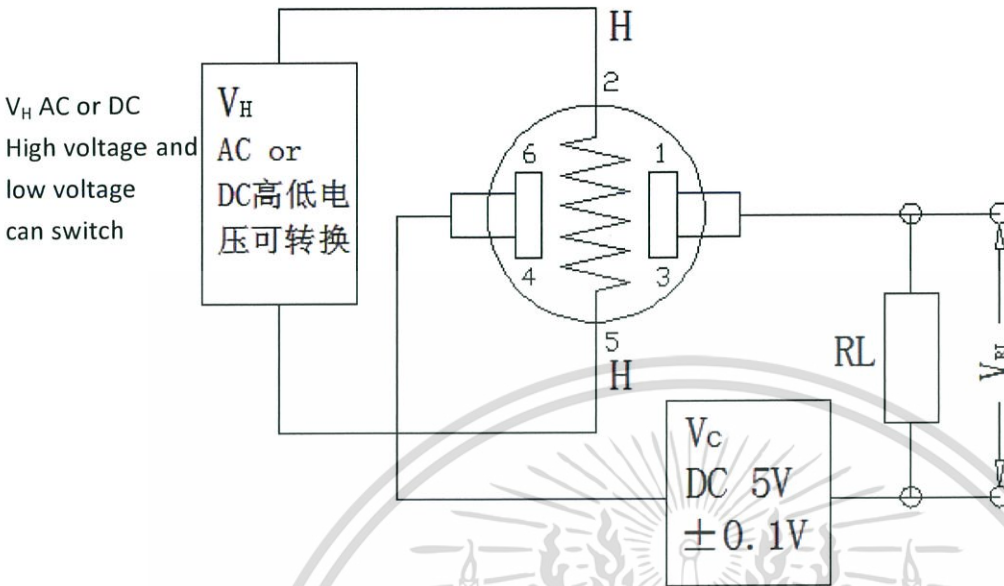 V_H AC or DC
High voltage and
low voltage
can switch
V_H
AC or
DC高低电
压可转换
H
2
6
1
4
3
5
H
RL
V_C
DC 5V
±0.1V